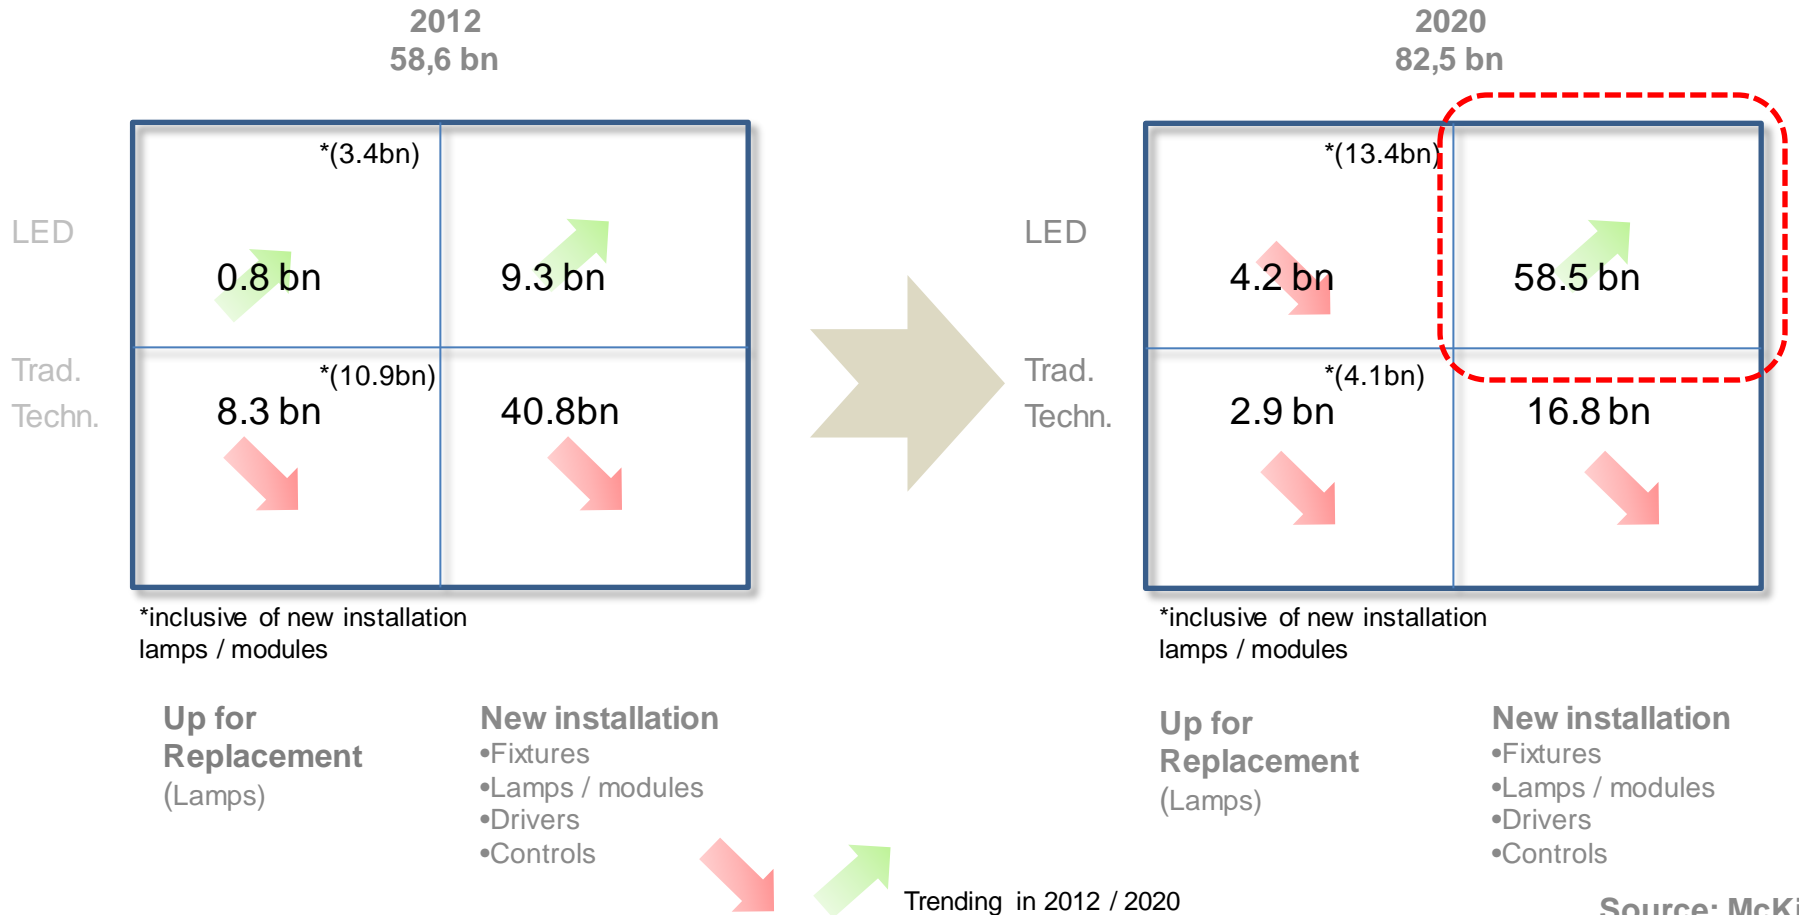 2012
58,6 bn
2020
82,5 bn
*(3.4bn)
LED
0.8 bn
9.3 bn
*(10.9bn)
Trad.
Techn.
8.3 bn
40.8bn
*(13.4bn)
LED
4.2 bn
58.5 bn
*(4.1bn)
Trad.
Techn.
2.9 bn
16.8 bn
*inclusive of new installation
lamps / modules
*inclusive of new installation
lamps / modules
Up for
Replacement
(Lamps)
New installation
•Fixtures
•Lamps / modules
•Drivers
•Controls
Up for
Replacement
(Lamps)
New installation
•Fixtures
•Lamps / modules
•Drivers
•Controls
Trending in 2012 / 2020
Source: